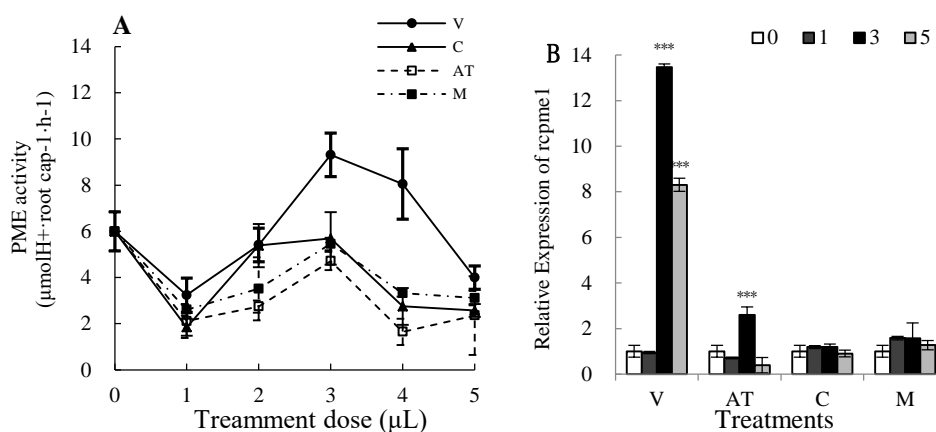 A
V
C
AT
M
PME activity
(μmolH+·root cap-1·h-1)
14
12
10
8
6
4
2
0
0 1 2 3 4 5
Treamment dose (μL)
B
0 1 3 5
Relative Expression of rcpme1
14
12
10
8
6
4
2
0
***
***
***
V AT C M
Treatments